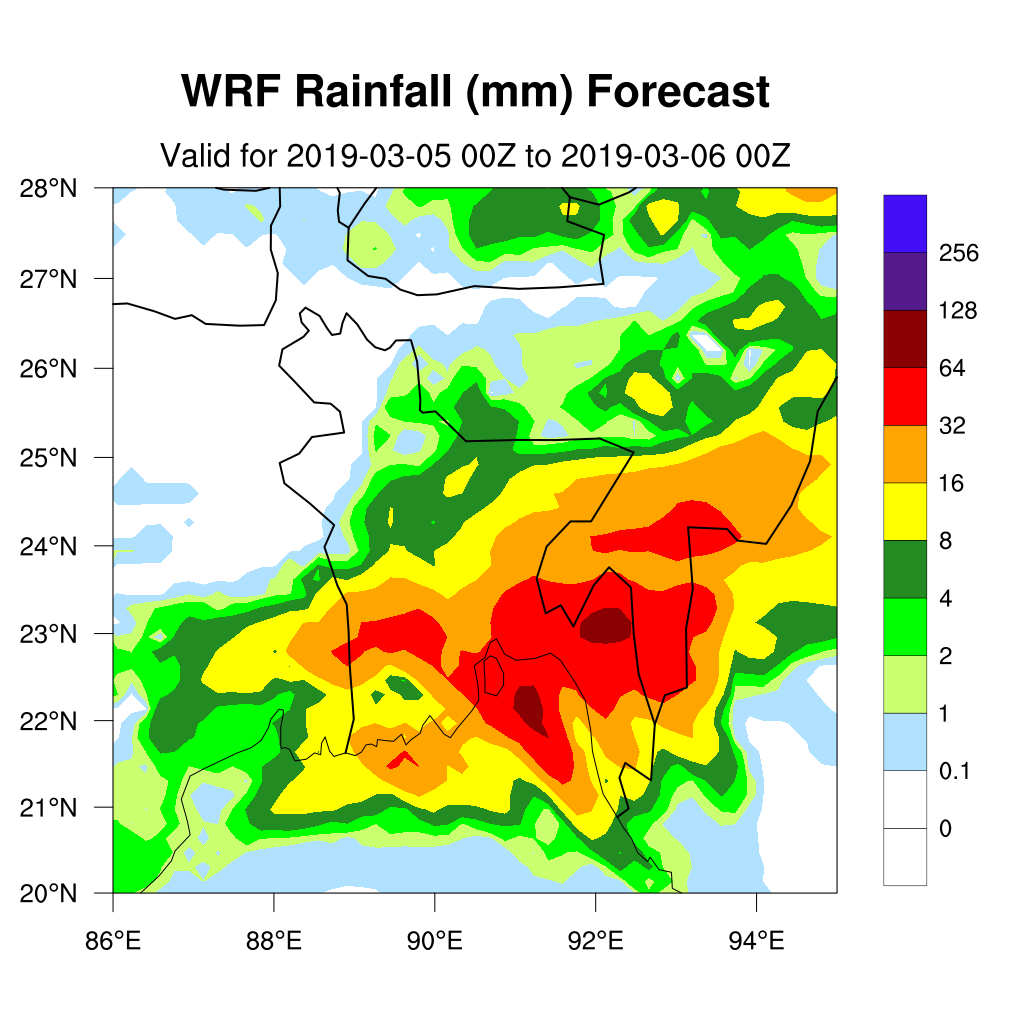 WRF Rainfall (mm) Forecast
Valid for 2019-03-05 00Z to 2019-03-06 00Z
28°N
27°N
26°N
25°N
24°N
23°N
22°N
21°N
20°N
86°E 88°E 90°E 92°E 94°E
256
128
64
32
16
8
4
2
1
0.1
0